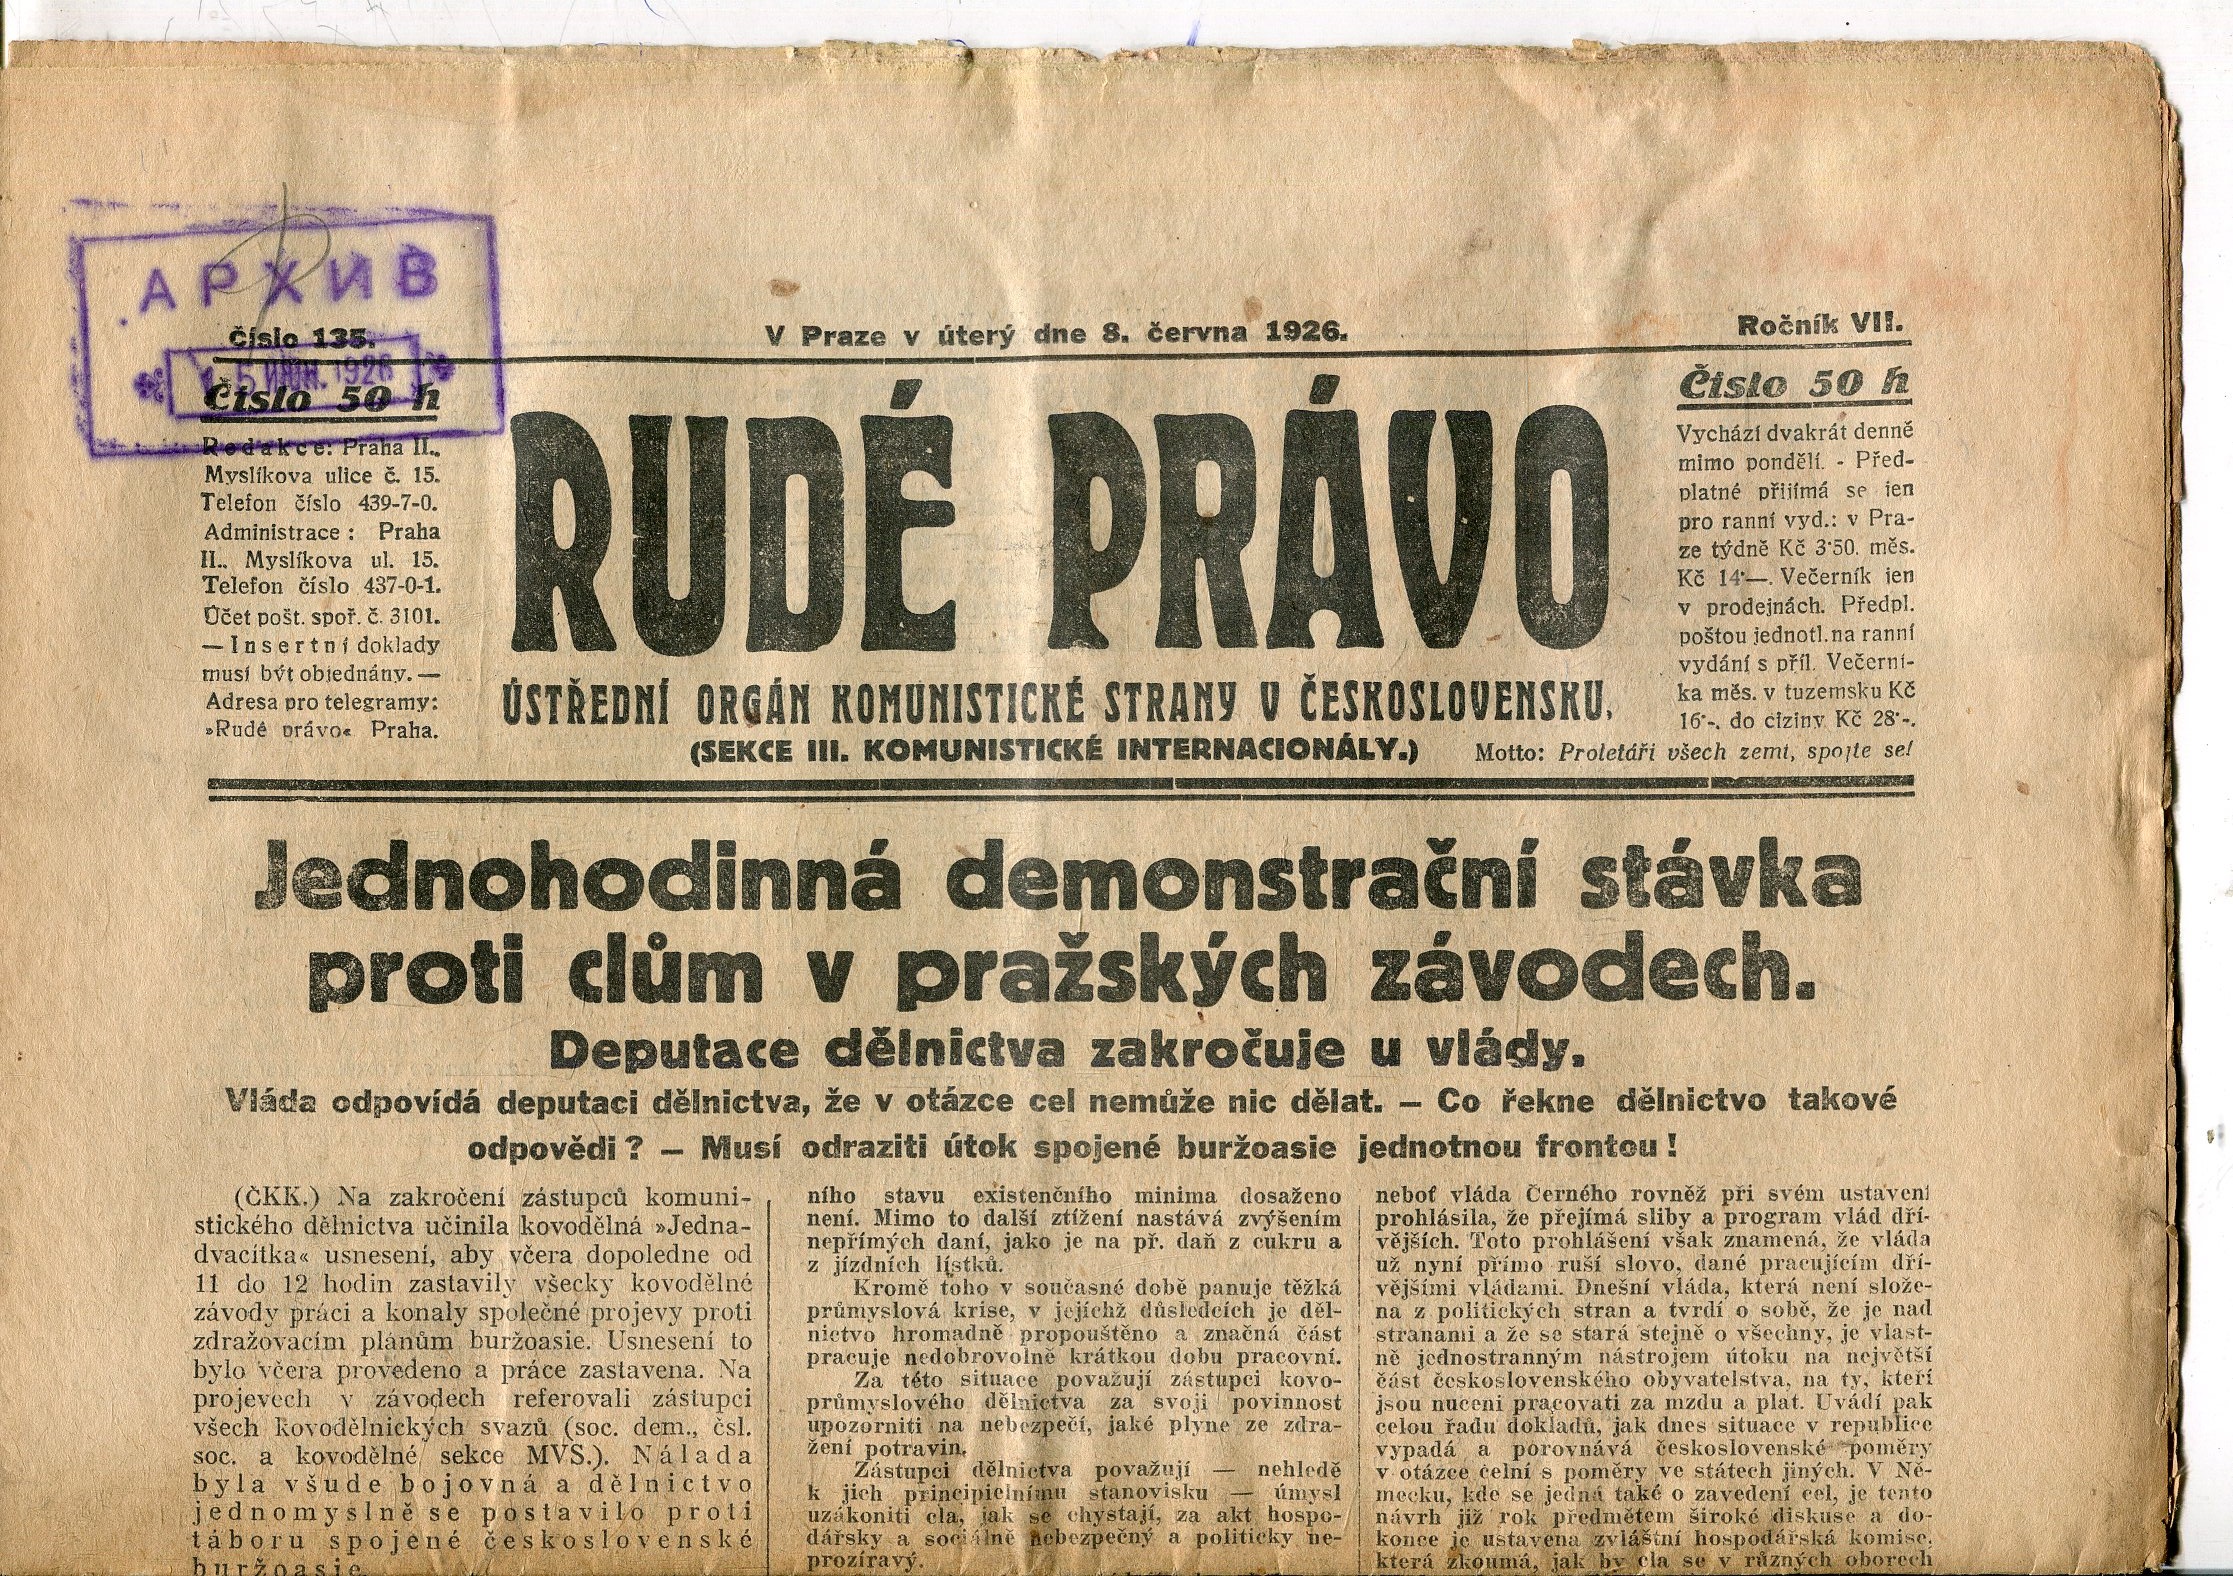 АРХИВ
Číslo 135.
V Praze v úterý dne 8. června 1926.
Ročník VII.
5 ИЮН. 1926
Číslo 50 h
Redakce: Praha II.,
Myslíkova ulice č. 15.
Telefon číslo 439-7-0.
Administrace: Praha
II., Myslíkova ul. 15.
Telefon číslo 437-0-1.
Účet pošt. spoř. č. 3101.
— Insertní doklady
musí být objednány. —
Adresa pro telegramy:
»Rudé právo« Praha.
RUDÉ PRÁVO
ÚSTŘEDNÍ ORGÁN KOMUNISTICKÉ STRANY V ČESKOSLOVENSKU.
(SEKCE III. KOMUNISTICKÉ INTERNACIONÁLY.)
Číslo 50 h
Vychází dvakrát denně
mimo pondělí. - Před-
platné přijímá se jen
pro ranní vyd.: v Pra-
ze týdně Kč 3·50. měs.
Kč 14·—. Večerník jen
v prodejnách. Předpl.
poštou jednotl. na ranní
vydání s příl. Večerní-
ka měs. v tuzemsku Kč
16·-, do ciziny Kč 28·-.
Motto: Proletáři všech zemí, spojte se!
Jednohodinná demonstrační stávka
proti clům v pražských závodech.
Deputace dělnictva zakročuje u vlády.
Vláda odpovídá deputaci dělnictva, že v otázce cel nemůže nic dělat. — Co řekne dělnictvo takové
odpovědi? — Musí odraziti útok spojené buržoasie jednotnou frontou!
(ČKK.) Na zakročení zástupců komuni-
stického dělnictva učinila kovodělná »Jedna-
dvacítka« usnesení, aby včera dopoledne od
11 do 12 hodin zastavily všecky kovodělné
závody práci a konaly společné projevy proti
zdražovacím plánům buržoasie. Usnesení to
bylo včera provedeno a práce zastavena. Na
projevech v závodech referovali zástupci
všech kovodělnických svazů (soc. dem., čsl.
soc. a kovodělné sekce MVS.). Nálada
byla všude bojovná a dělnictvo
jednomyslně se postavilo proti
táboru spojené československé
buržoasie.
ního stavu existenčního minima dosaženo
není. Mimo to další ztížení nastává zvýšením
nepřímých daní, jako je na př. daň z cukru a
z jízdních lístků.
Kromě toho v současné době panuje těžká
průmyslová krise, v jejíchž důsledcích je děl-
nictvo hromadně propouštěno a značná část
pracuje nedobrovolně krátkou dobu pracovní.
Za této situace považují zástupci kovo-
průmyslového dělnictva za svoji povinnost
upozorniti na nebezpečí, jaké plyne ze zdra-
žení potravin.
Zástupci dělnictva považují — nehledě
k jich principielnímu stanovisku — úmysl
uzákoniti cla, jak se chystají, za akt hospo-
dářsky a sociálně nebezpečný a politicky ne-
prozíravý.
neboť vláda Černého rovněž při svém ustavení
prohlásila, že přejímá sliby a program vlád dří-
vějších. Toto prohlášení však znamená, že vláda
už nyní přímo ruší slovo, dané pracujícím dří-
vějšími vládami. Dnešní vláda, která není slože-
na z politických stran a tvrdí o sobě, že je nad
stranami a že se stará stejně o všechny, je vlast-
ně jednostranným nástrojem útoku na největší
část československého obyvatelstva, na ty, kteří
jsou nuceni pracovati za mzdu a plat. Uvádí pak
celou řadu dokladů, jak dnes situace v republice
vypadá a porovnává československé poměry
v otázce celní s poměry ve státech jiných. V Ně-
mecku, kde se jedná také o zavedení cel, je tento
návrh již rok předmětem široké diskuse a do-
konce je ustavena zvláštní hospodářská komise,
která zkoumá, jak by cla se v různých oborech